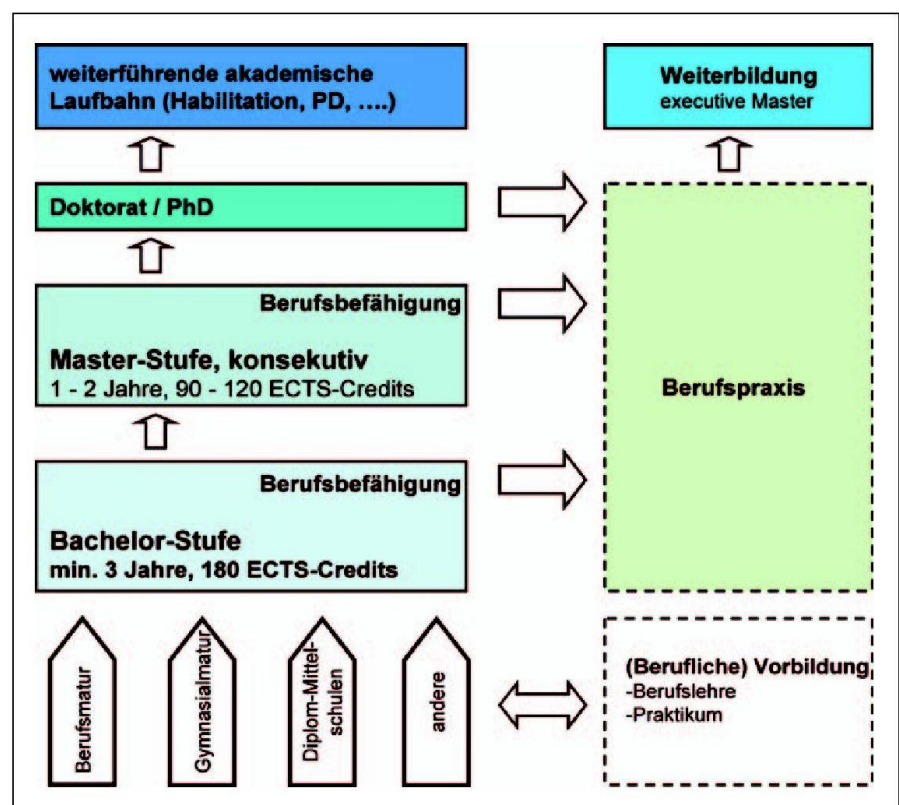 weiterführende akademische
Laufbahn (Habilitation, PD, ....)
Weiterbildung
executive Master
Doktorat / PhD
Berufsbefähigung
Master-Stufe, konsekutiv
1 - 2 Jahre, 90 - 120 ECTS-Credits
Berufspraxis
Berufsbefähigung
Bachelor-Stufe
min. 3 Jahre, 180 ECTS-Credits
Berufsmatur
Gymnasialmatur
Diplom-Mittel-
schulen
andere
(Berufliche) Vorbildung
-Berufslehre
-Praktikum